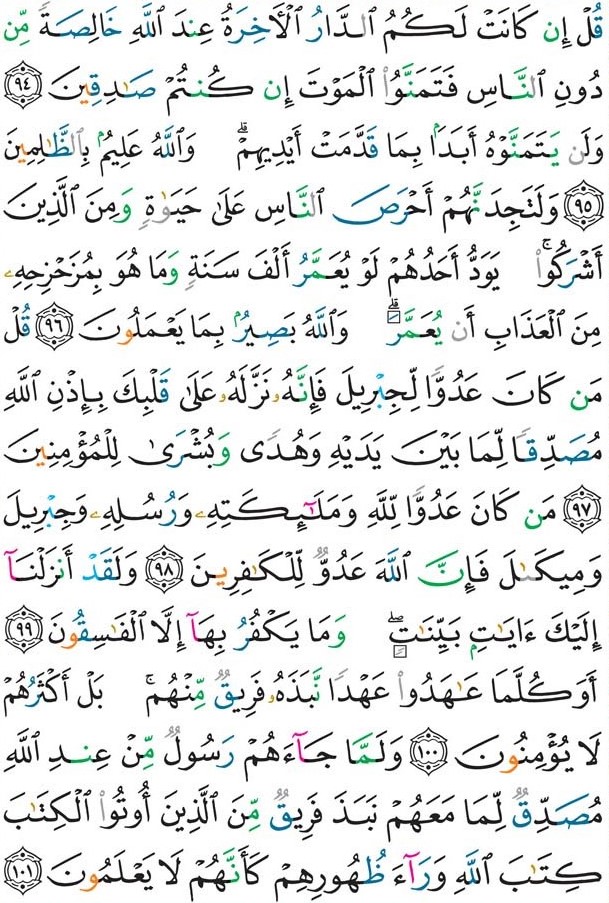 قُلْ إِن كَانَتْ لَكُمُ ٱلدَّارُ ٱلْأَخِرَةُ عِندَ ٱللَّهِ خَالِصَةً مِّن
دُونِ ٱلنَّاسِ فَتَمَنَّوُا۟ ٱلْمَوْتَ إِن كُنتُمْ صَـٰدِقِينَ ﴿٩٤﴾
وَلَن يَتَمَنَّوْهُ أَبَدًۢا بِمَا قَدَّمَتْ أَيْدِيهِمْ ۗ وَٱللَّهُ عَلِيمٌۢ بِٱلظَّـٰلِمِينَ
﴿٩٥﴾ وَلَتَجِدَنَّهُمْ أَحْرَصَ ٱلنَّاسِ عَلَىٰ حَيَوٰةٍ وَمِنَ ٱلَّذِينَ
أَشْرَكُوا۟ ۚ يَوَدُّ أَحَدُهُمْ لَوْ يُعَمَّرُ أَلْفَ سَنَةٍ وَمَا هُوَ بِمُزَحْزِحِهِۦ
مِنَ ٱلْعَذَابِ أَن يُعَمَّرَ ۗ وَٱللَّهُ بَصِيرٌۢ بِمَا يَعْمَلُونَ ﴿٩٦﴾ قُلْ
مَن كَانَ عَدُوًّا لِّجِبْرِيلَ فَإِنَّهُۥ نَزَّلَهُۥ عَلَىٰ قَلْبِكَ بِإِذْنِ ٱللَّهِ
مُصَدِّقًا لِّمَا بَيْنَ يَدَيْهِ وَهُدًى وَبُشْرَىٰ لِلْمُؤْمِنِينَ
﴿٩٧﴾ مَن كَانَ عَدُوًّا لِّلَّهِ وَمَلَـٰٓئِكَتِهِۦ وَرُسُلِهِۦ وَجِبْرِيلَ
وَمِيكَىٰلَ فَإِنَّ ٱللَّهَ عَدُوٌّ لِّلْكَـٰفِرِينَ ﴿٩٨﴾ وَلَقَدْ أَنزَلْنَآ
إِلَيْكَ ءَايَـٰتٍۭ بَيِّنَـٰتٍ ۖ وَمَا يَكْفُرُ بِهَآ إِلَّا ٱلْفَـٰسِقُونَ ﴿٩٩﴾
أَوَكُلَّمَا عَـٰهَدُوا۟ عَهْدًا نَّبَذَهُۥ فَرِيقٌ مِّنْهُم ۚ بَلْ أَكْثَرُهُمْ
لَا يُؤْمِنُونَ ﴿١٠٠﴾ وَلَمَّا جَآءَهُمْ رَسُولٌ مِّنْ عِندِ ٱللَّهِ
مُصَدِّقٌ لِّمَا مَعَهُمْ نَبَذَ فَرِيقٌ مِّنَ ٱلَّذِينَ أُوتُوا۟ ٱلْكِتَـٰبَ
كِتَـٰبَ ٱللَّهِ وَرَآءَ ظُهُورِهِمْ كَأَنَّهُمْ لَا يَعْلَمُونَ ﴿١٠١﴾